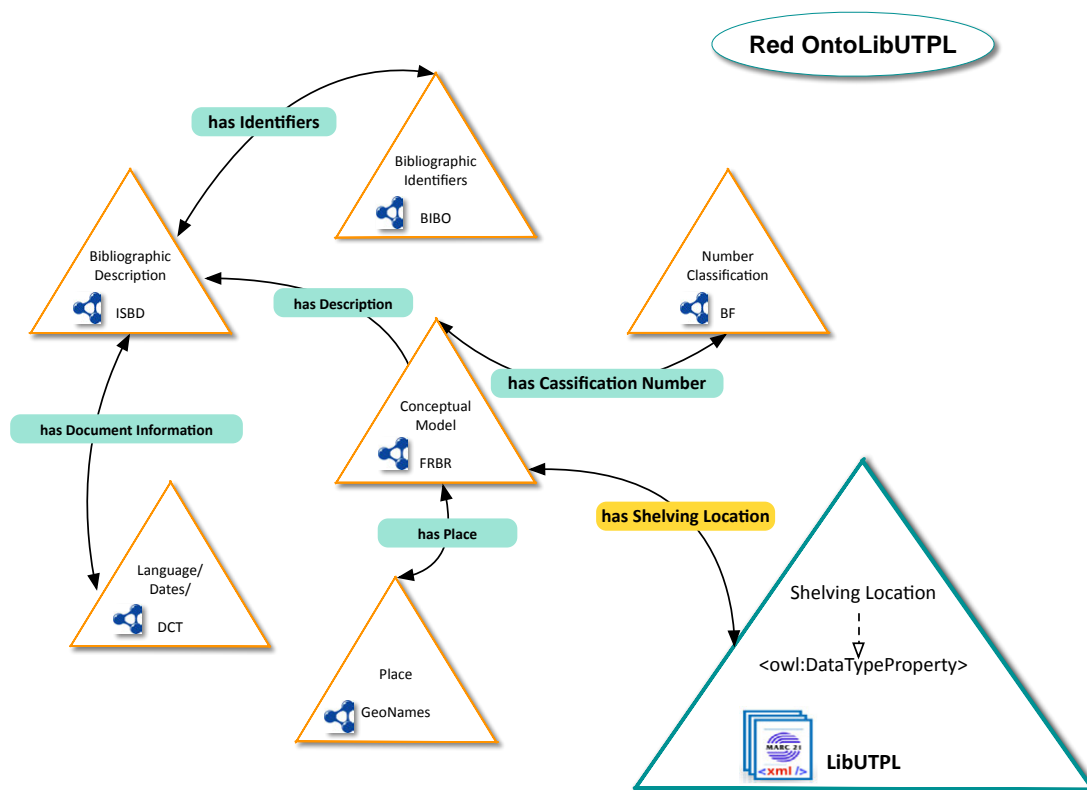 Red OntoLibUTPL
has Identifiers
Bibliographic
Identifiers
BIBO
Bibliographic
Description
ISBD
Number
Classification
BF
has Description
has Cassification Number
Conceptual
Model
FRBR
has Document Information
has Shelving Location
has Place
Language/
Dates/
DCT
Shelving Location
<owl:DataTypeProperty>
Place
GeoNames
MARC 21
<xml />
LibUTPL